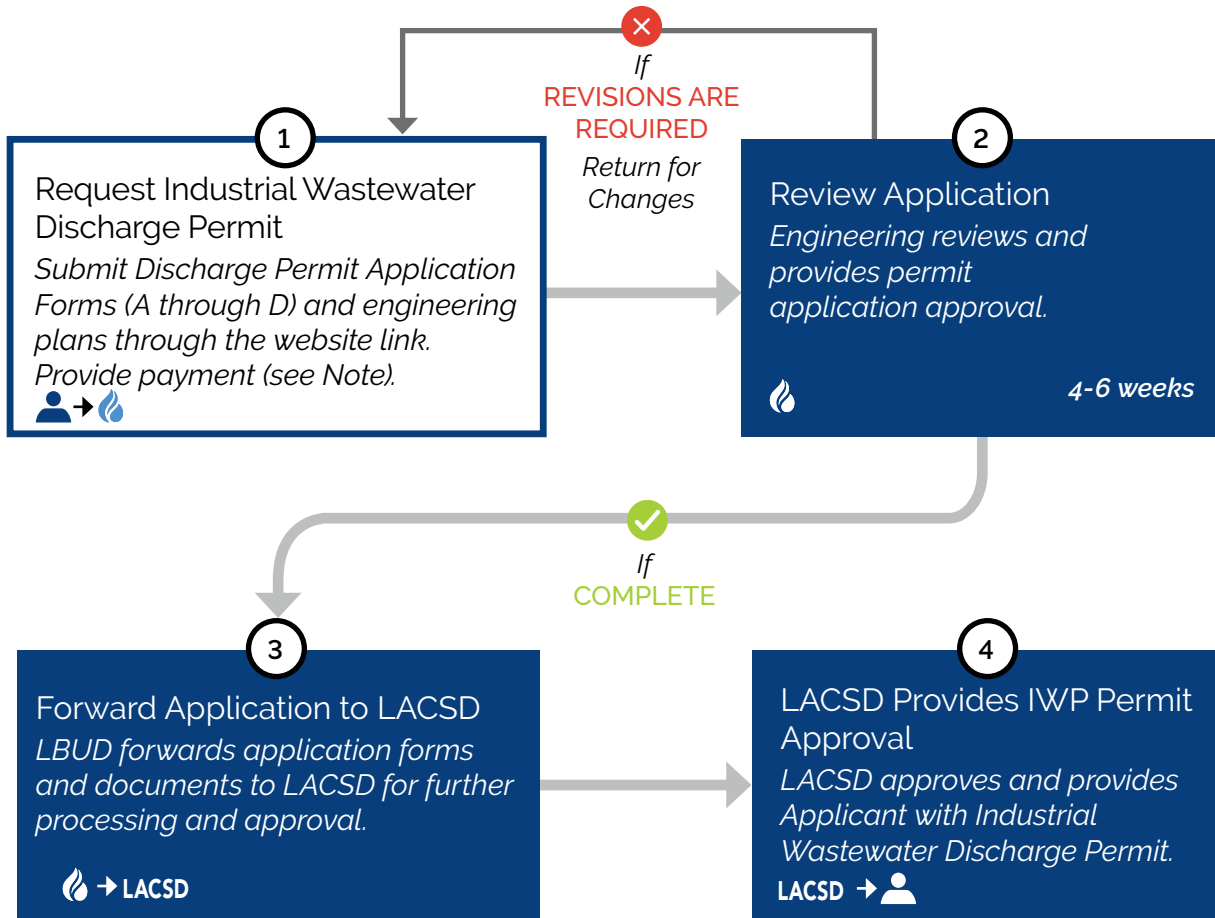 If
REVISIONS ARE
REQUIRED
Return for
Changes
1
Request Industrial Wastewater
Discharge Permit
Submit Discharge Permit Application
Forms (A through D) and engineering
plans through the website link.
Provide payment (see Note).
2
Review Application
Engineering reviews and
provides permit
application approval.
4-6 weeks
If
COMPLETE
3
Forward Application to LACSD
LBUD forwards application forms
and documents to LACSD for further
processing and approval.
LACSD
4
LACSD Provides IWP Permit
Approval
LACSD approves and provides
Applicant with Industrial
Wastewater Discharge Permit.
LACSD